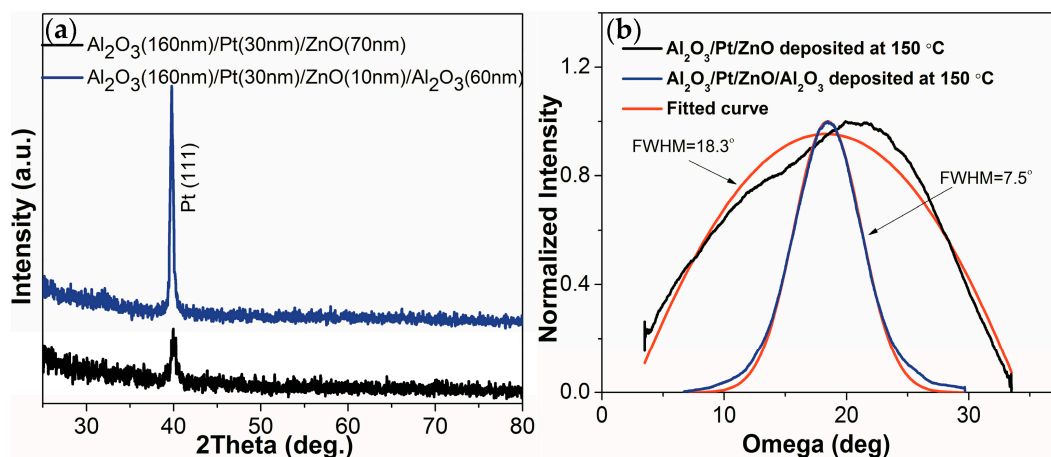 (a)
Al₂O₃(160nm)/Pt(30nm)/ZnO(70nm)
Al₂O₃(160nm)/Pt(30nm)/ZnO(10nm)/Al₂O₃(60nm)
Pt (111)
Intensity (a.u.)
30 40 50 60 70 80
2Theta (deg.)
(b)
Al₂O₃/Pt/ZnO deposited at 150 °C
Al₂O₃/Pt/ZnO/Al₂O₃ deposited at 150 °C
Fitted curve
FWHM=18.3°
FWHM=7.5°
Normalized Intensity
1.2
0.8
0.4
0.0
0 10 20 30
Omega (deg)